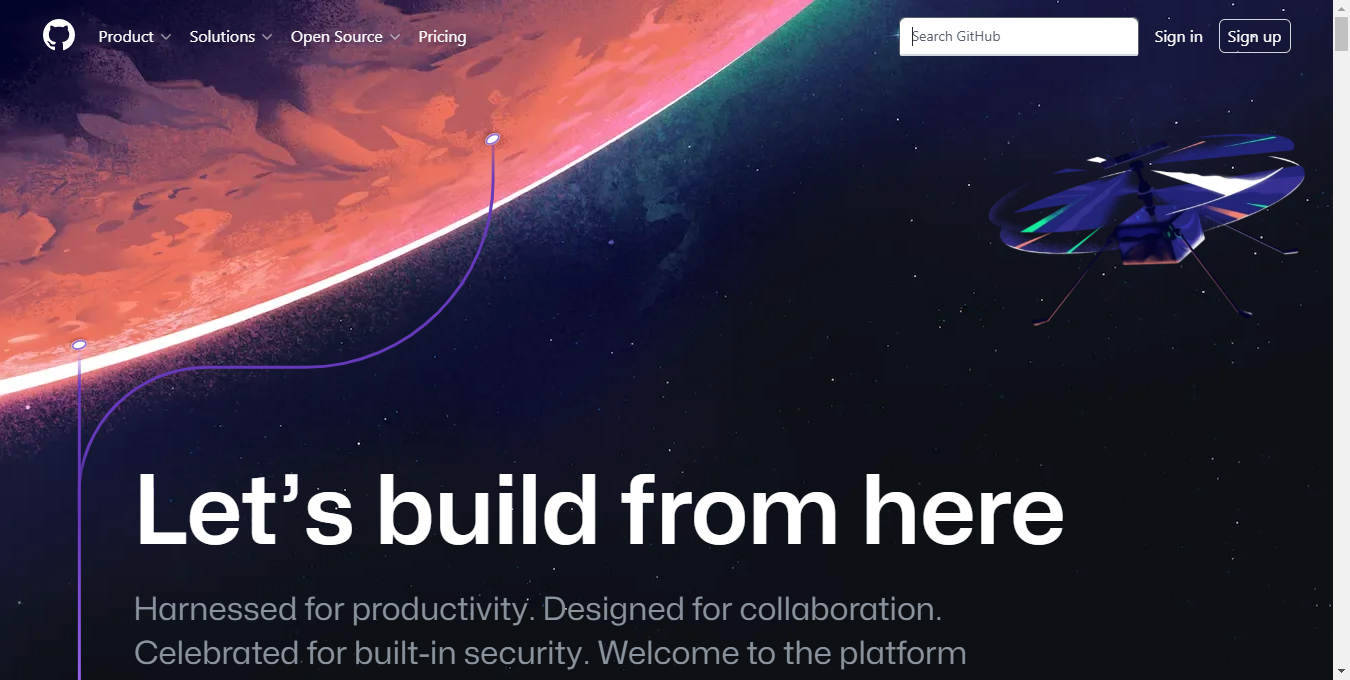 Product
Solutions
Open Source
Pricing
Search GitHub
Sign in
Sign up
Let’s build from here
Harnessed for productivity. Designed for collaboration.
Celebrated for built-in security. Welcome to the platform